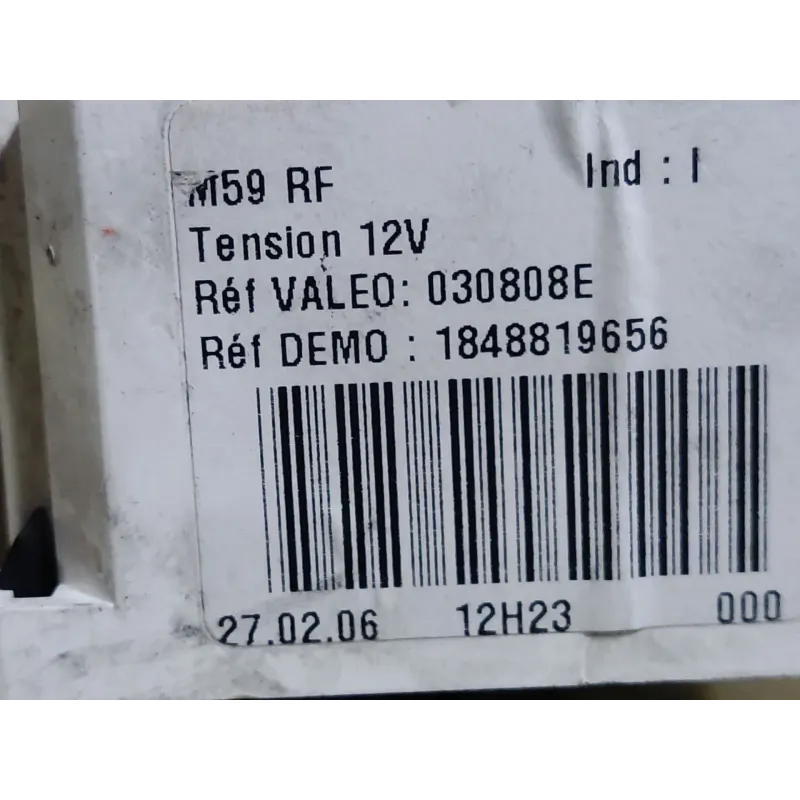 M59 RF Ind : I
Tension 12V
Réf VALEO: 030808E
Réf DEMO : 1848819656
27.02.06 12H23 000